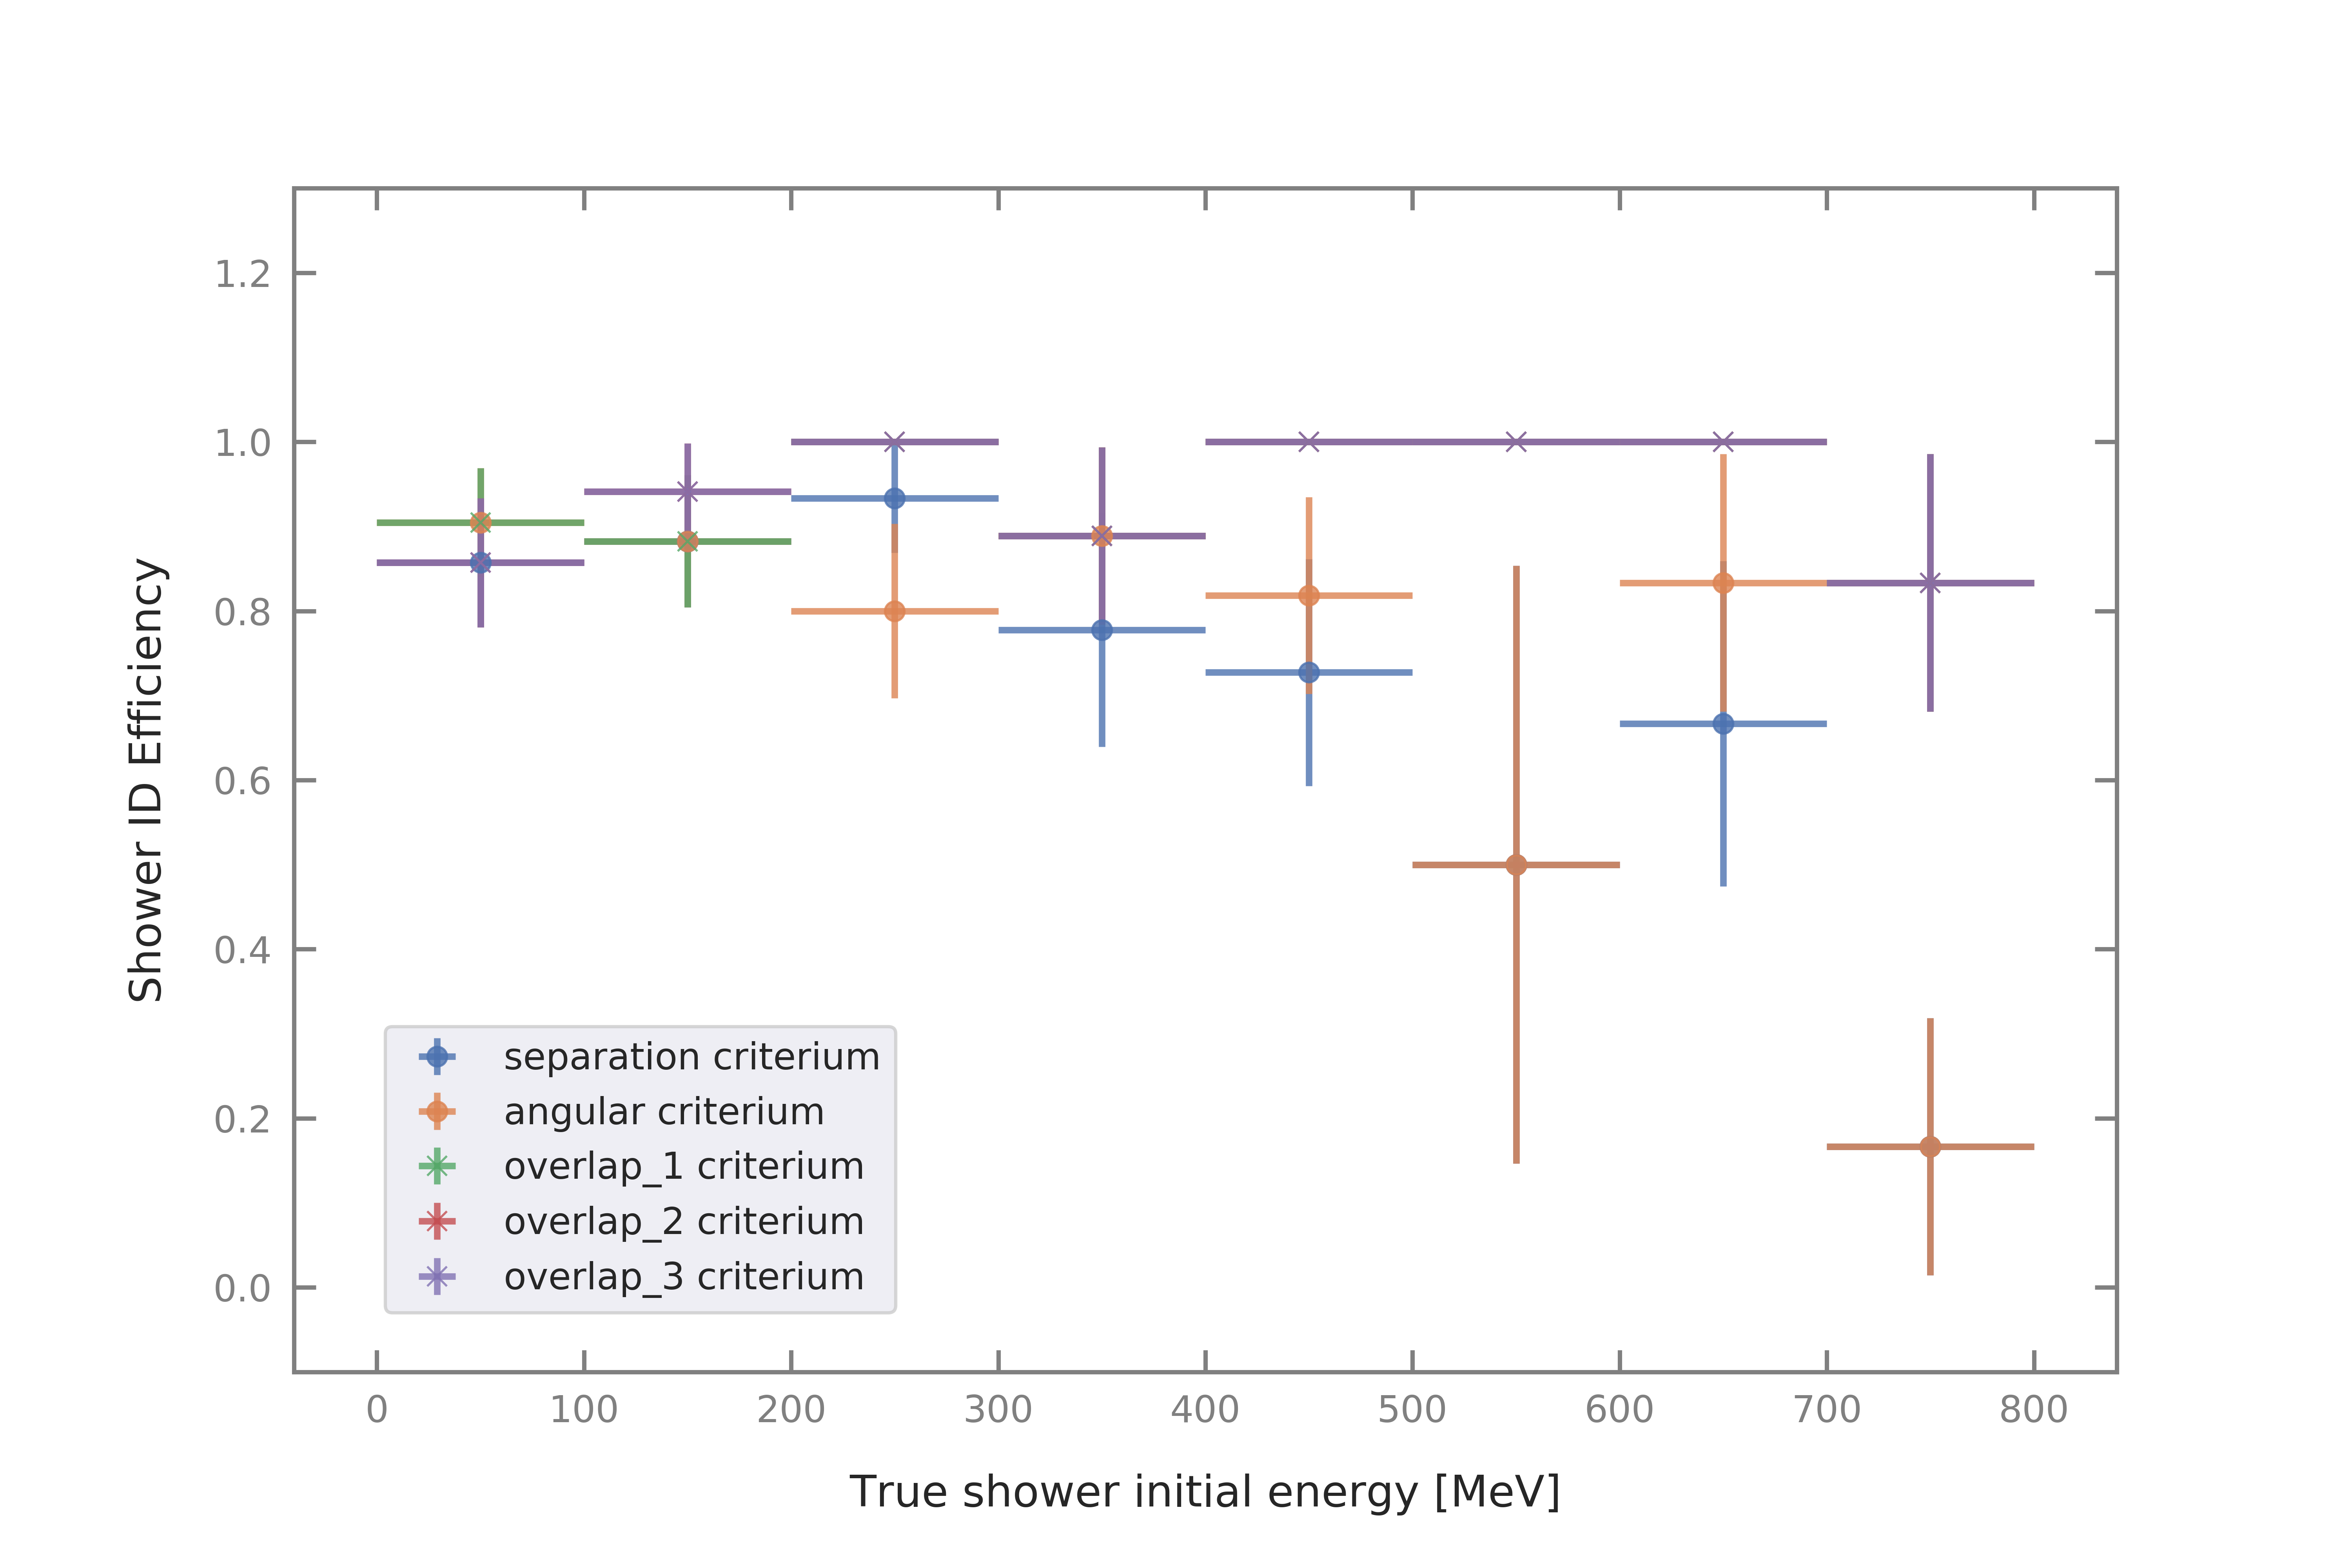 1.2
1.0
0.8
0.6
0.4
0.2
0.0
Shower ID Efficiency
separation criterium
angular criterium
overlap_1 criterium
overlap_2 criterium
overlap_3 criterium
0 100 200 300 400 500 600 700 800
True shower initial energy [MeV]